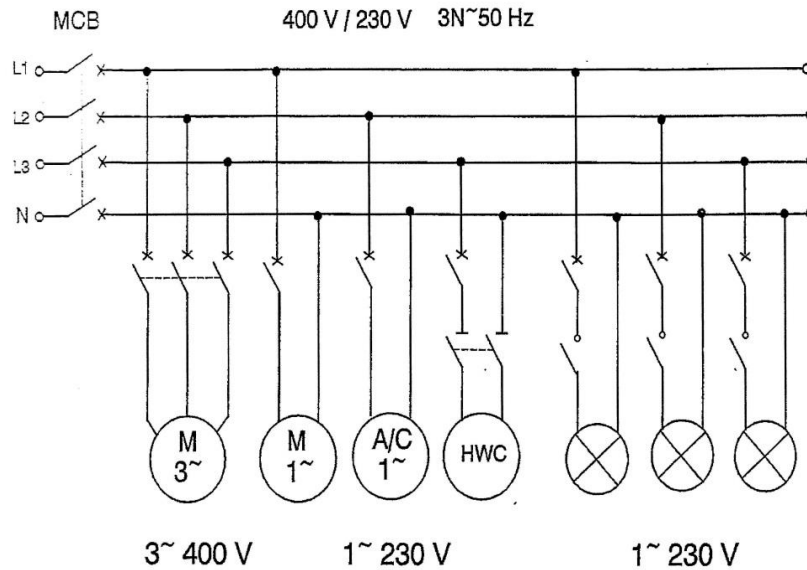 MCB 400 V / 230 V 3N~50 Hz
L1
L2
L3
N
M 3~
M 1~
A/C 1~
HWC
3~ 400 V 1~ 230 V 1~ 230 V